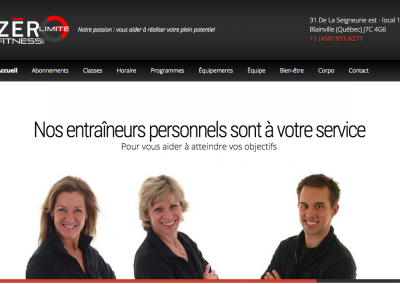 ZĒR
LIMITE
FITNESS
Notre passion : vous aider à réaliser votre plein potentiel
31 De La Seigneurie est - local 1
Blainville (Québec) J7C 4G6
+1 (450) 951-6271
Accueil Abonnements Classes Horaire Programmes Équipements Équipe Bien-être Corpo Contact
Nos entraîneurs personnels sont à votre service
Pour vous aider à atteindre vos objectifs